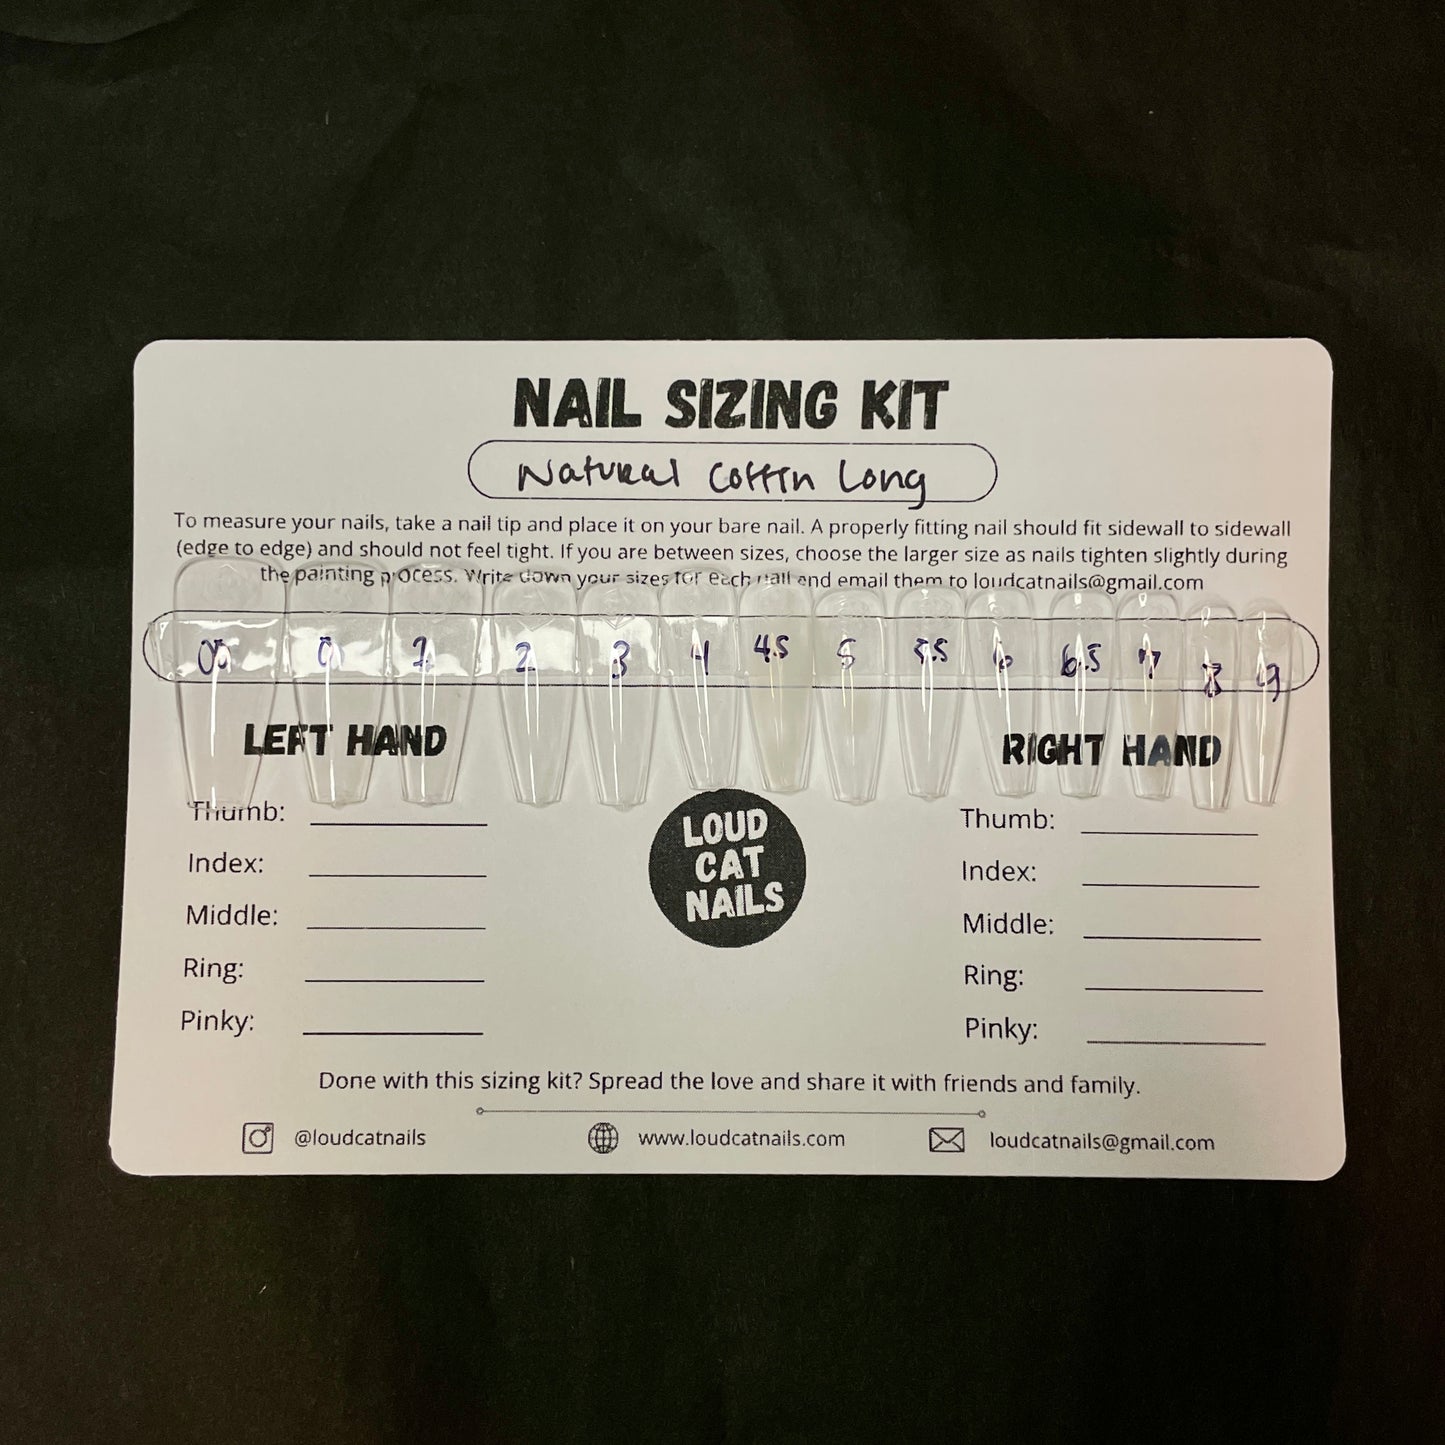 NAIL SIZING KIT
Natural Coffin Long
To measure your nails, take a nail tip and place it on your bare nail. A properly fitting nail should fit sidewall to sidewall
(edge to edge) and should not feel tight. If you are between sizes, choose the larger size as nails tighten slightly during
the painting process. Write down your sizes for each nail and email them to loudcatnails@gmail.com
00 0 1 2 3 4 4.5 5 5.5 6 6.5 7 8 9
LEFT HAND
Thumb:
Index:
Middle:
Ring:
Pinky:
LOUD
CAT
NAILS
RIGHT HAND
Thumb:
Index:
Middle:
Ring:
Pinky:
Done with this sizing kit? Spread the love and share it with friends and family.
@loudcatnails www.loudcatnails.com loudcatnails@gmail.com